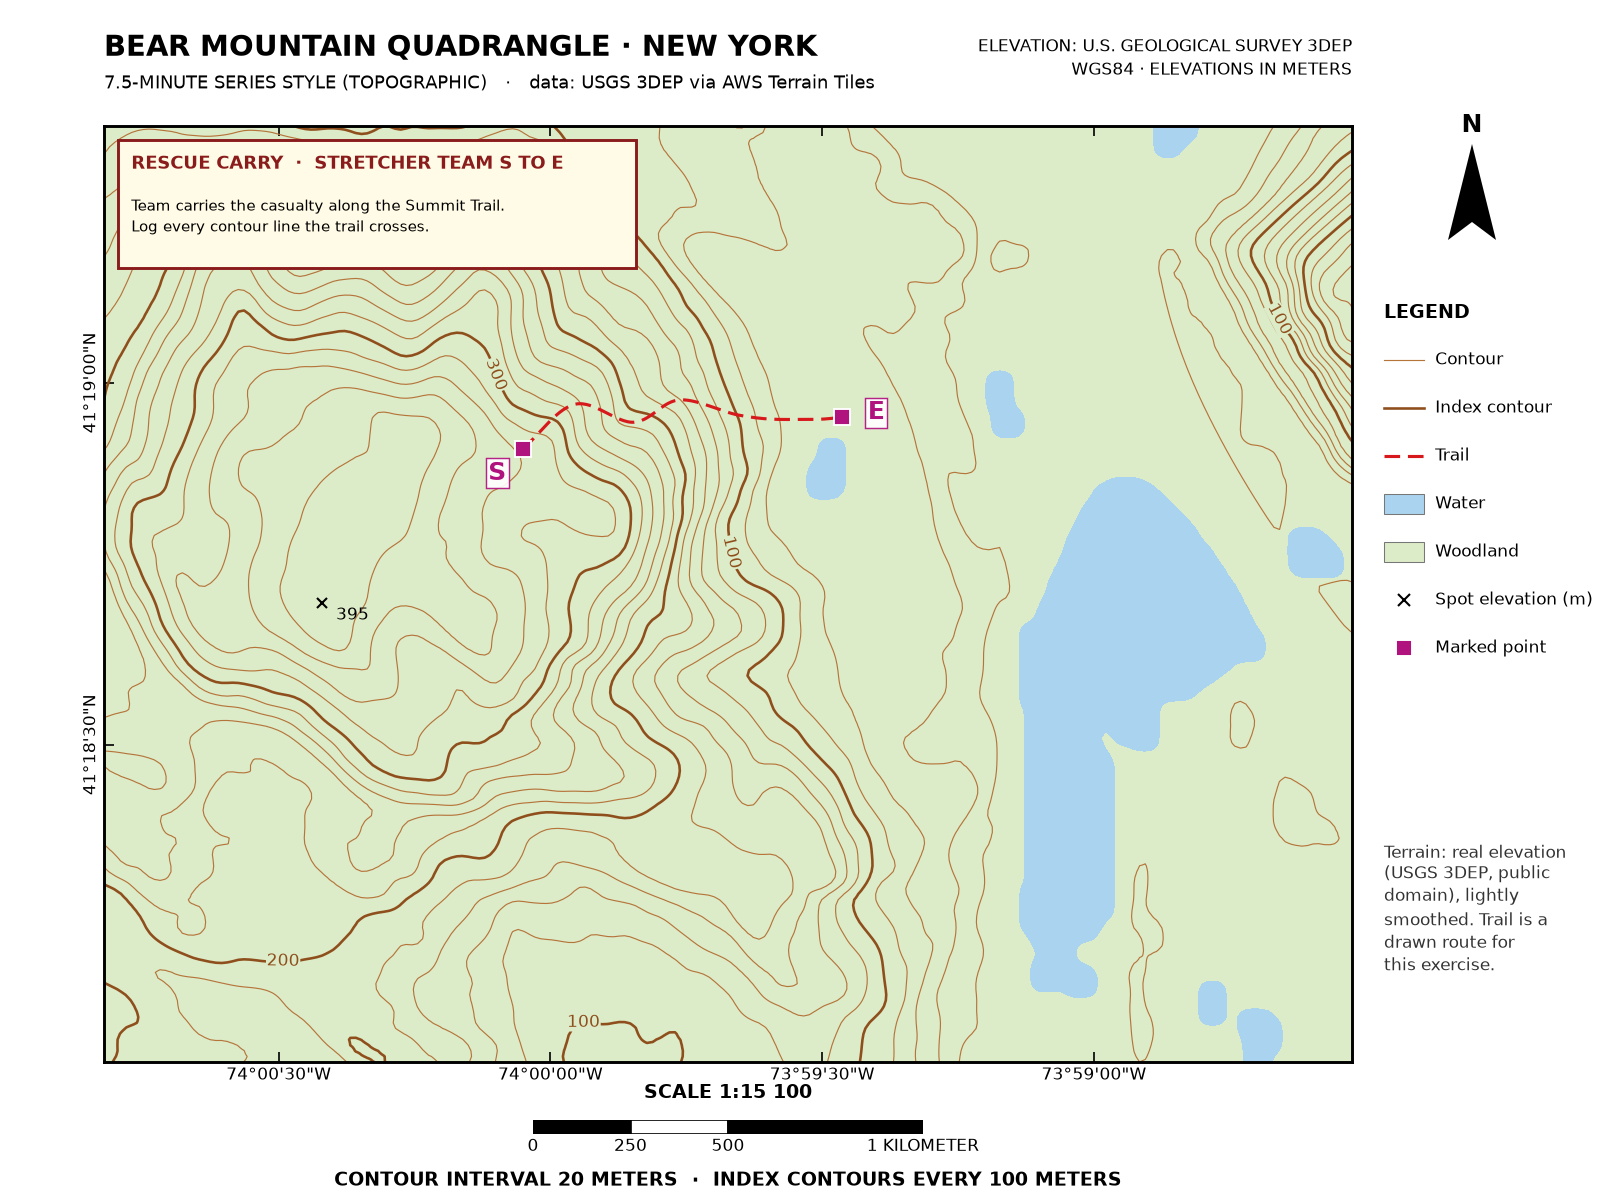 BEAR MOUNTAIN QUADRANGLE · NEW YORK
7.5-MINUTE SERIES STYLE (TOPOGRAPHIC) · data: USGS 3DEP via AWS Terrain Tiles
ELEVATION: U.S. GEOLOGICAL SURVEY 3DEP
WGS84 · ELEVATIONS IN METERS
RESCUE CARRY · STRETCHER TEAM S TO E
Team carries the casualty along the Summit Trail.
Log every contour line the trail crosses.
N
100
41°19'00"N
300
E
S
100
395
41°18'30"N
200
100
74°00'30"W
74°00'00"W
73°59'30"W
73°59'00"W
LEGEND
Contour
Index contour
Trail
Water
Woodland
Spot elevation (m)
Marked point
Terrain: real elevation
(USGS 3DEP, public
domain), lightly
smoothed. Trail is a
drawn route for
this exercise.
SCALE 1:15 100
0 250 500 1 KILOMETER
CONTOUR INTERVAL 20 METERS · INDEX CONTOURS EVERY 100 METERS